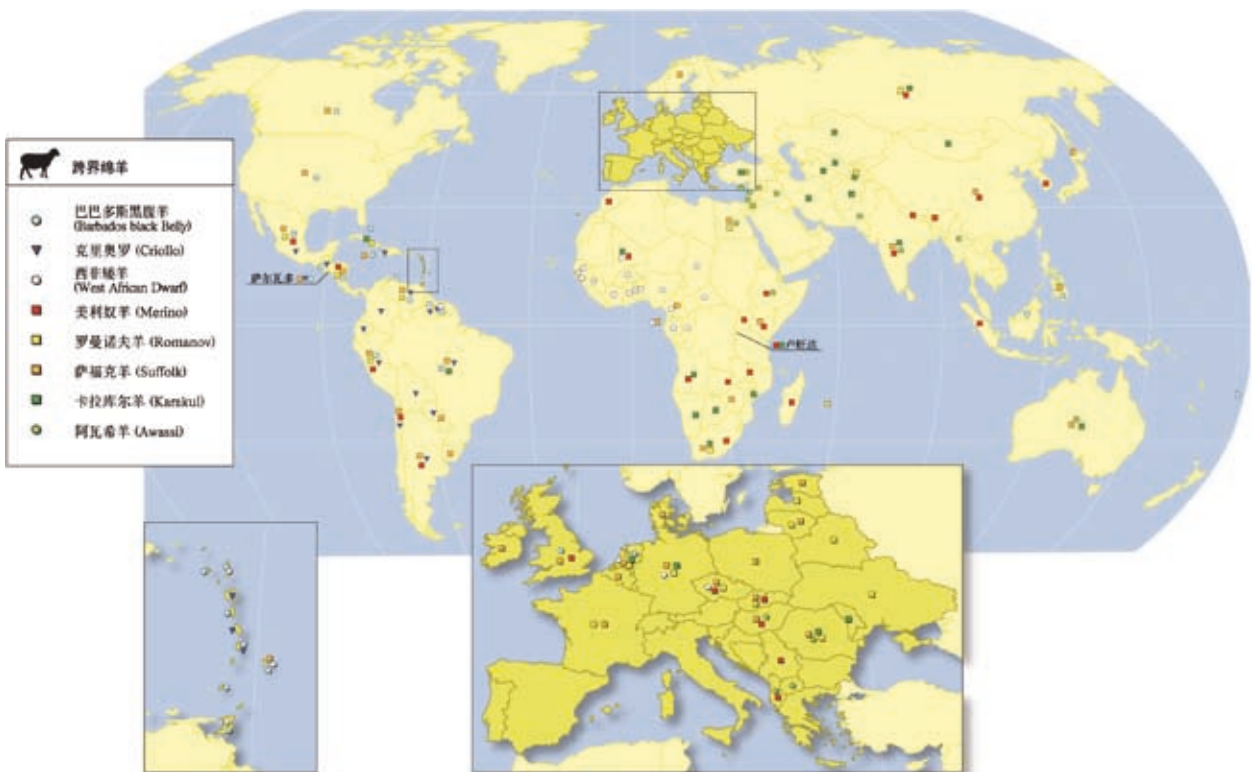 跨界绵羊
巴巴多斯黑腹羊
(Barbados black Belly)
克里奥罗 (Criollo)
西非矮羊
(West African Dwarf)
美利奴羊 (Merino)
罗曼诺夫羊 (Romanov)
萨福克羊 (Suffolk)
卡拉库尔羊 (Karakul)
阿瓦希羊 (Awassi)
萨尔瓦多
卢旺达